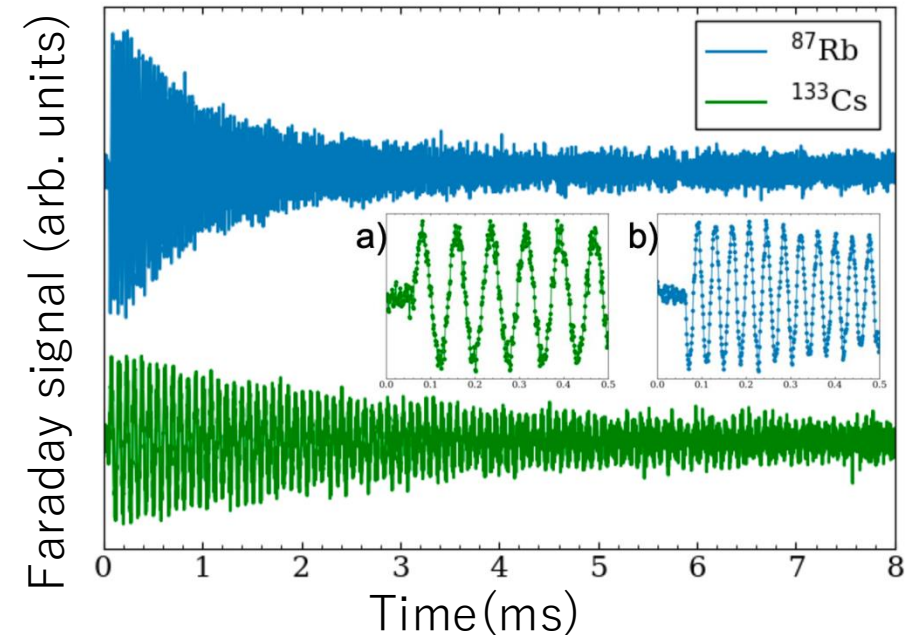 Faraday signal (arb. units)
⁸⁷Rb
¹³³Cs
a)
b)
0.0 0.1 0.2 0.3 0.4 0.5
0.0 0.1 0.2 0.3 0.4 0.5
0 1 2 3 4 5 6 7 8
Time(ms)